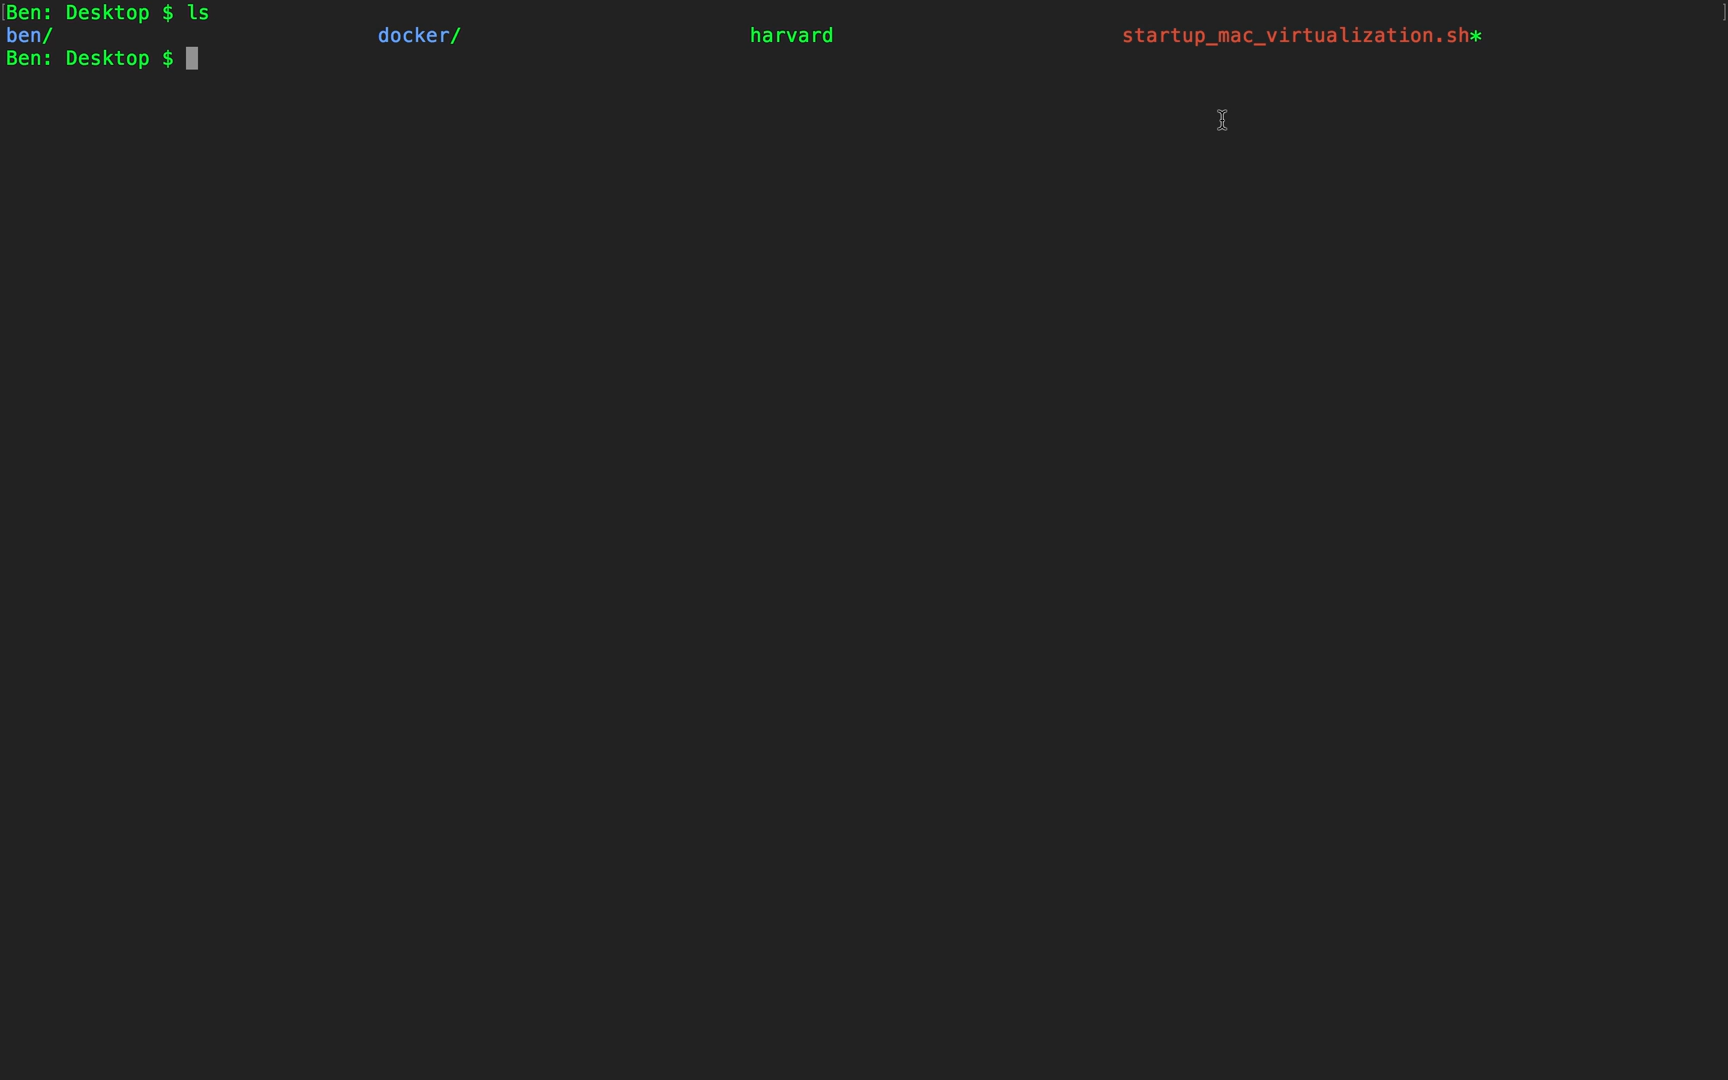 [Ben: Desktop $ ls ]
ben/ docker/ harvard startup_mac_virtualization.sh*
Ben: Desktop $